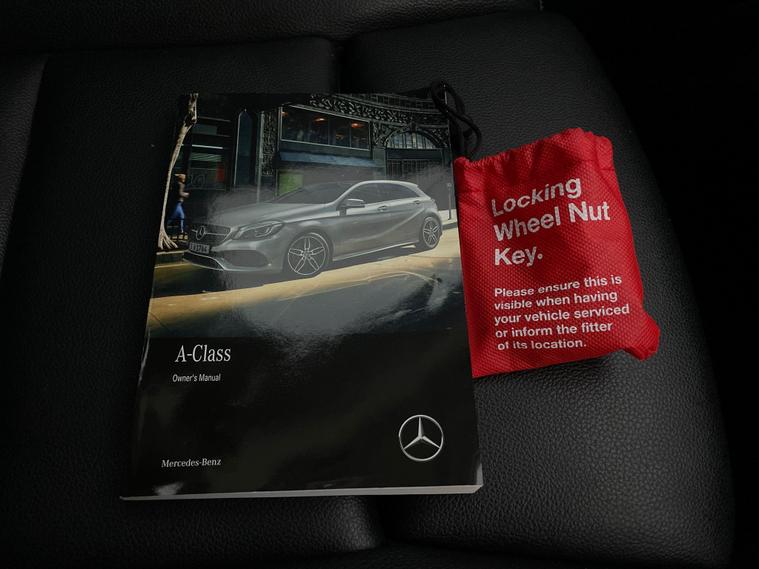 A-Class
Owner's Manual
Mercedes-Benz
Locking
Wheel Nut
Key.
Please ensure this is
visible when having
your vehicle serviced
or inform the fitter
of its location.